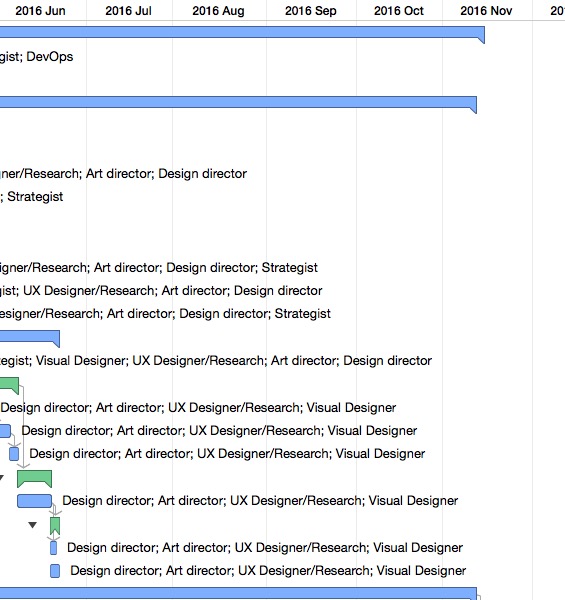 2016 Jun 2016 Jul 2016 Aug 2016 Sep 2016 Oct 2016 Nov 20
gist; DevOps
ner/Research; Art director; Design director
; Strategist
igner/Research; Art director; Design director; Strategist
gist; UX Designer/Research; Art director; Design director
esigner/Research; Art director; Design director; Strategist
egist; Visual Designer; UX Designer/Research; Art director; Design director
Design director; Art director; UX Designer/Research; Visual Designer
Design director; Art director; UX Designer/Research; Visual Designer
Design director; Art director; UX Designer/Research; Visual Designer
Design director; Art director; UX Designer/Research; Visual Designer
Design director; Art director; UX Designer/Research; Visual Designer
Design director; Art director; UX Designer/Research; Visual Designer